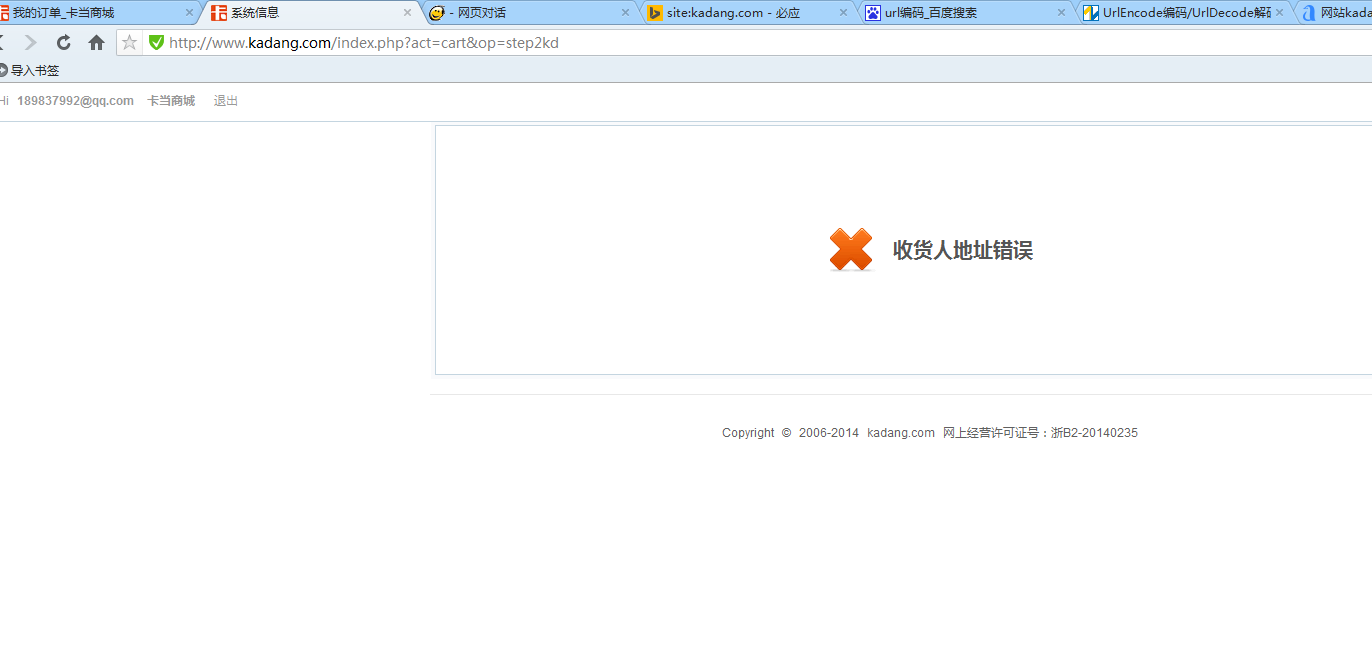 我的订单_卡当商城
系统信息
- 网页对话
site:kadang.com - 必应
url编码_百度搜索
UrlEncode编码/UrlDecode解码
网站kada
http://www.kadang.com/index.php?act=cart&op=step2kd
导入书签
Hi 189837992@qq.com 卡当商城 退出
收货人地址错误
Copyright © 2006-2014 kadang.com 网上经营许可证号：浙B2-20140235